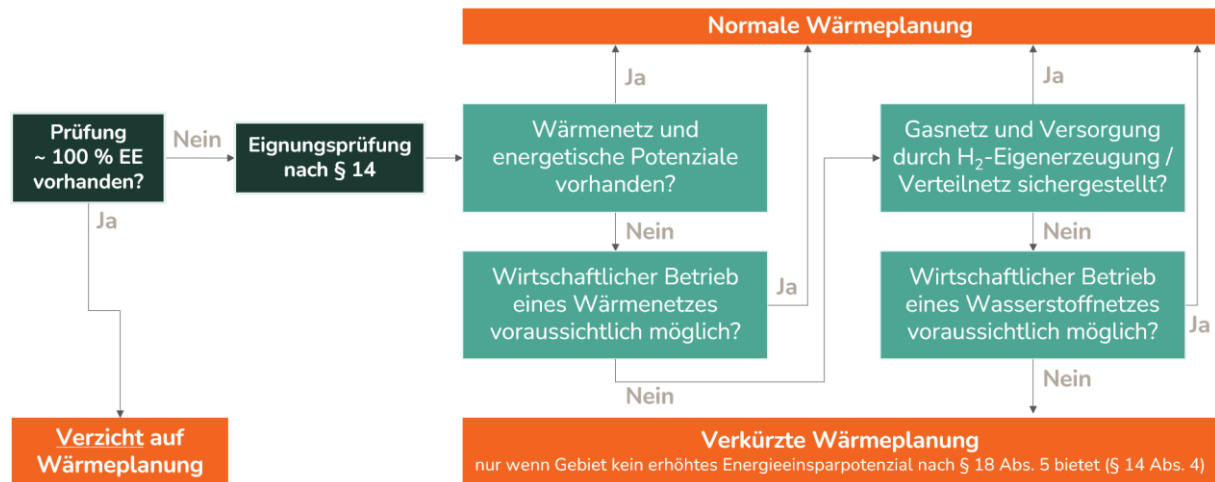 Normale Wärmeplanung
Ja
Ja
Prüfung
~ 100 % EE
vorhanden?
Nein
Eignungsprüfung
nach § 14
Wärmenetz und
energetische Potenziale
vorhanden?
Gasnetz und Versorgung
durch H₂-Eigenerzeugung /
Verteilnetz sichergestellt?
Ja
Nein
Nein
Wirtschaftlicher Betrieb
eines Wärmenetzes
voraussichtlich möglich?
Ja
Wirtschaftlicher Betrieb
eines Wasserstoffnetzes
voraussichtlich möglich?
Ja
Nein
Nein
Verzicht auf
Wärmeplanung
Verkürzte Wärmeplanung
nur wenn Gebiet kein erhöhtes Energieeinsparpotenzial nach § 18 Abs. 5 bietet (§ 14 Abs. 4)